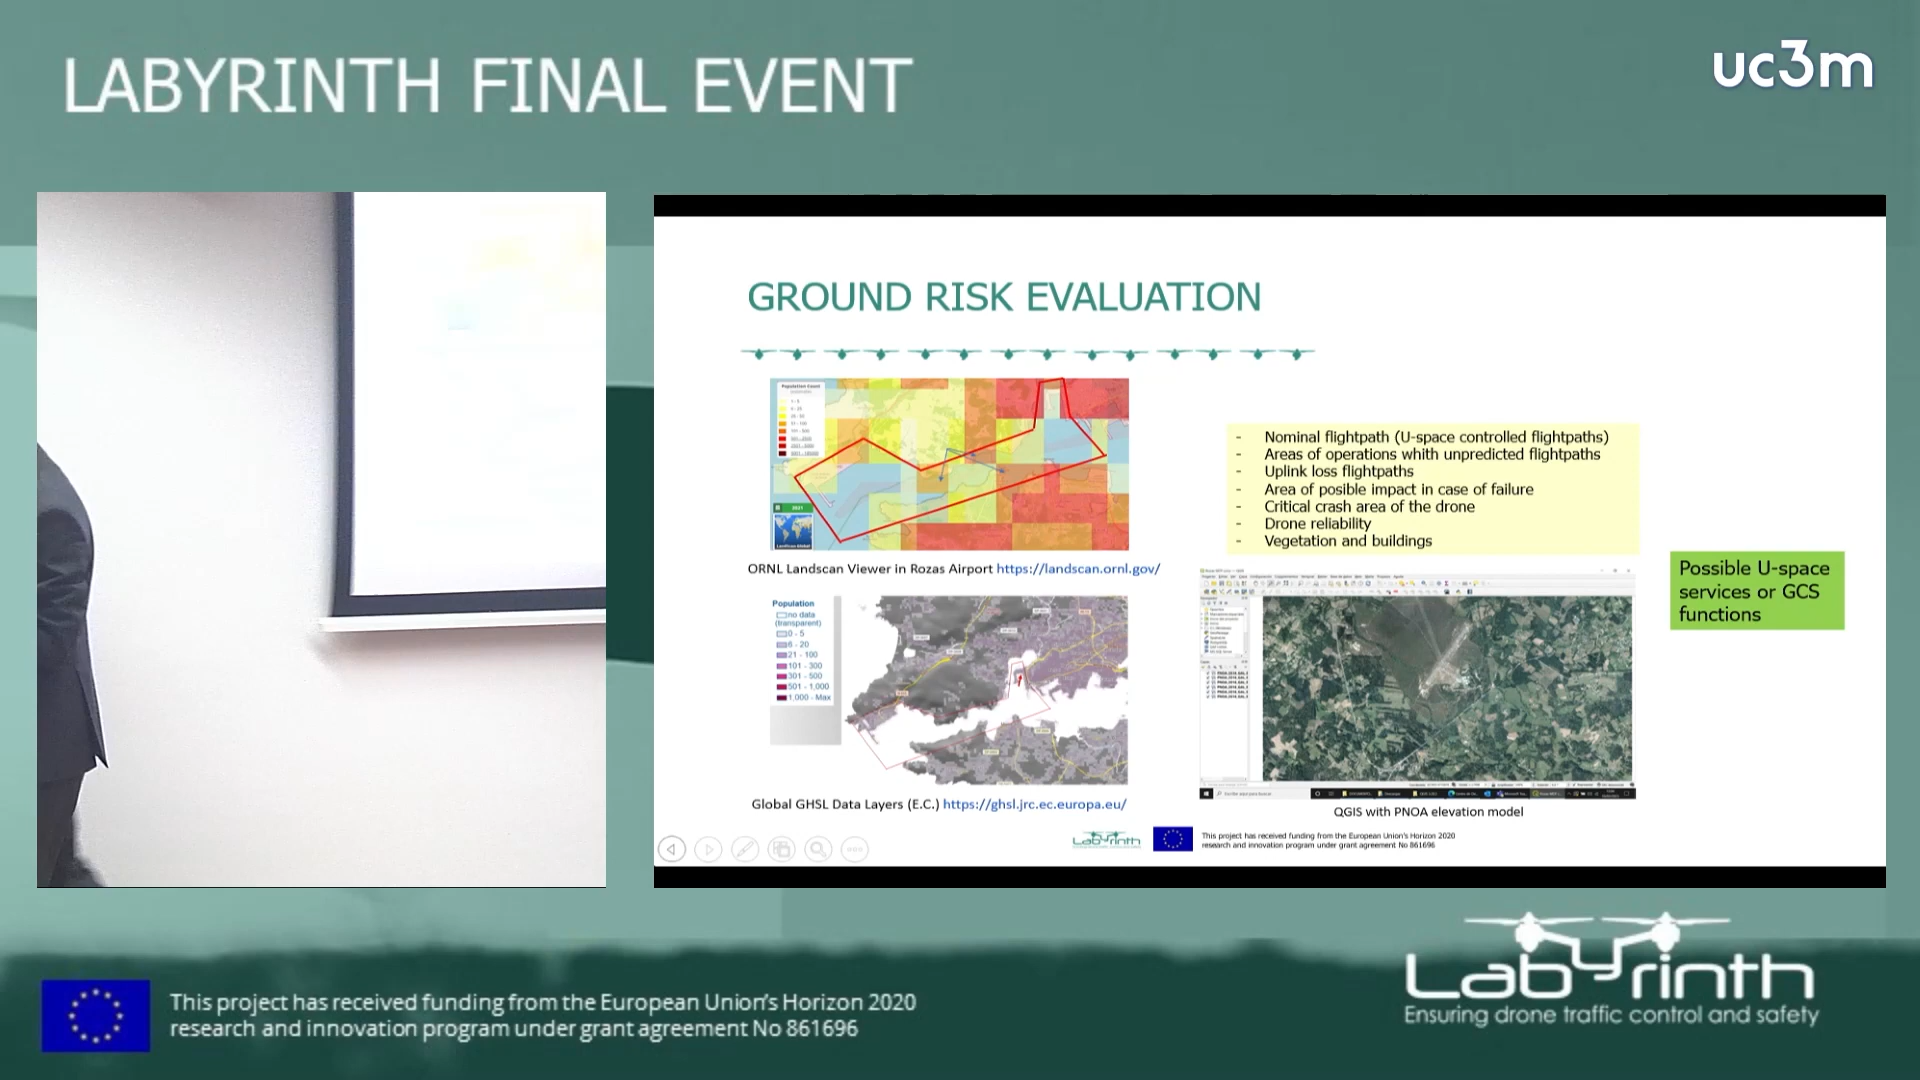 LABYRINTH FINAL EVENT
uc3m
GROUND RISK EVALUATION
Population Count
2021
LandScan Global
ORNL Landscan Viewer in Rozas Airport https://landscan.ornl.gov/
- Nominal flightpath (U-space controlled flightpaths)
- Areas of operations whith unpredicted flightpaths
- Uplink loss flightpaths
- Area of posible impact in case of failure
- Critical crash area of the drone
- Drone reliability
- Vegetation and buildings
Possible U-space
services or GCS
functions
Population
no data
(transparent)
0 - 5
6 - 20
21 - 100
101 - 300
301 - 500
501 - 1,000
1,000 - Max
Global GHSL Data Layers (E.C.) https://ghsl.jrc.ec.europa.eu/
QGIS with PNOA elevation model
Labyrinth
This project has received funding from the European Union's Horizon 2020
research and innovation program under grant agreement No 861696
This project has received funding from the European Union's Horizon 2020
research and innovation program under grant agreement No 861696
Labyrinth
Ensuring drone traffic control and safety